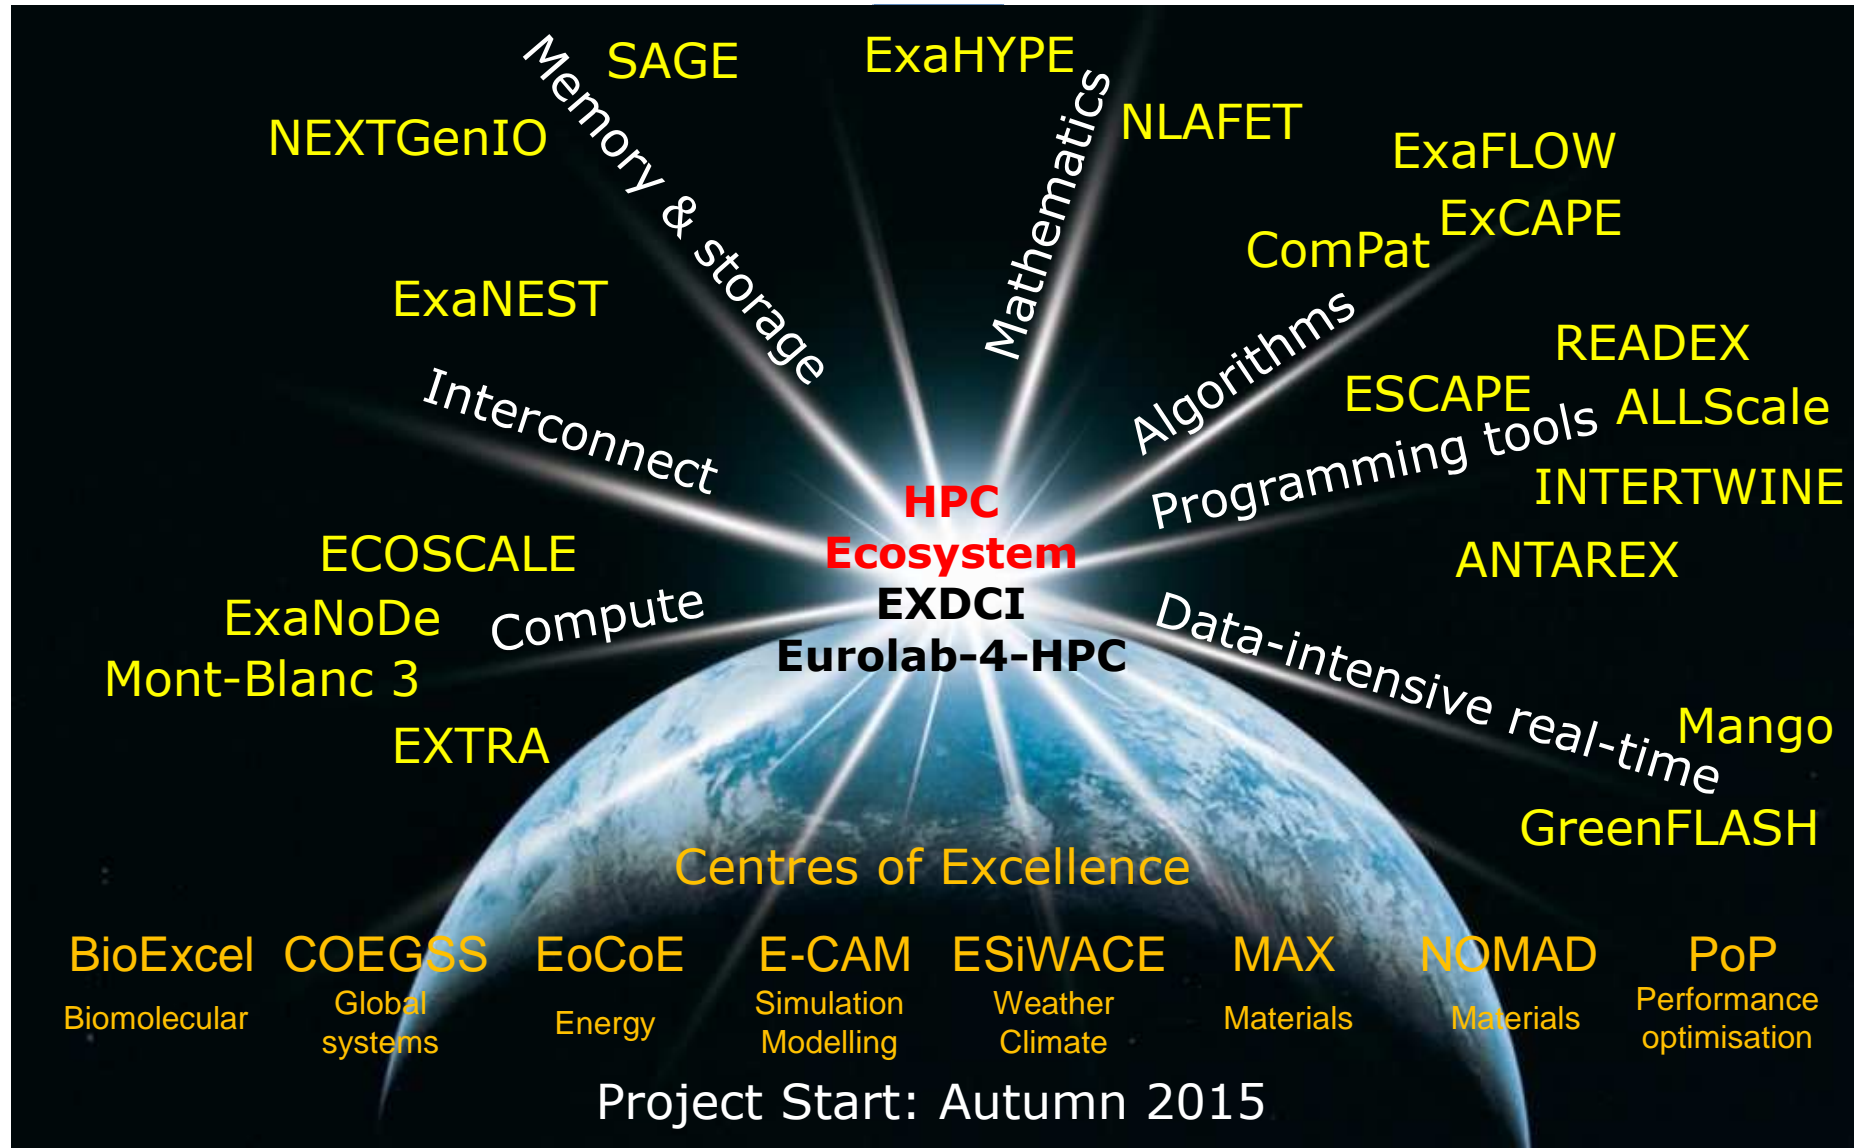 SAGE
ExaHYPE
NEXTGenIO
Memory & storage
Mathematics
NLAFET
ExaFLOW
ExCAPE
ComPat
ExaNEST
Algorithms
READEX
ESCAPE
ALLScale
Interconnect
Programming tools
INTERTWINE
HPC
Ecosystem
EXDCI
Eurolab-4-HPC
ECOSCALE
ANTAREX
ExaNoDe
Compute
Data-intensive real-time
Mont-Blanc 3
EXTRA
Mango
GreenFLASH
Centres of Excellence
BioExcel COEGSS EoCoE E-CAM ESiWACE MAX NOMAD PoP
Biomolecular
Global
systems
Energy
Simulation
Modelling
Weather
Climate
Materials
Materials
Performance
optimisation
Project Start: Autumn 2015